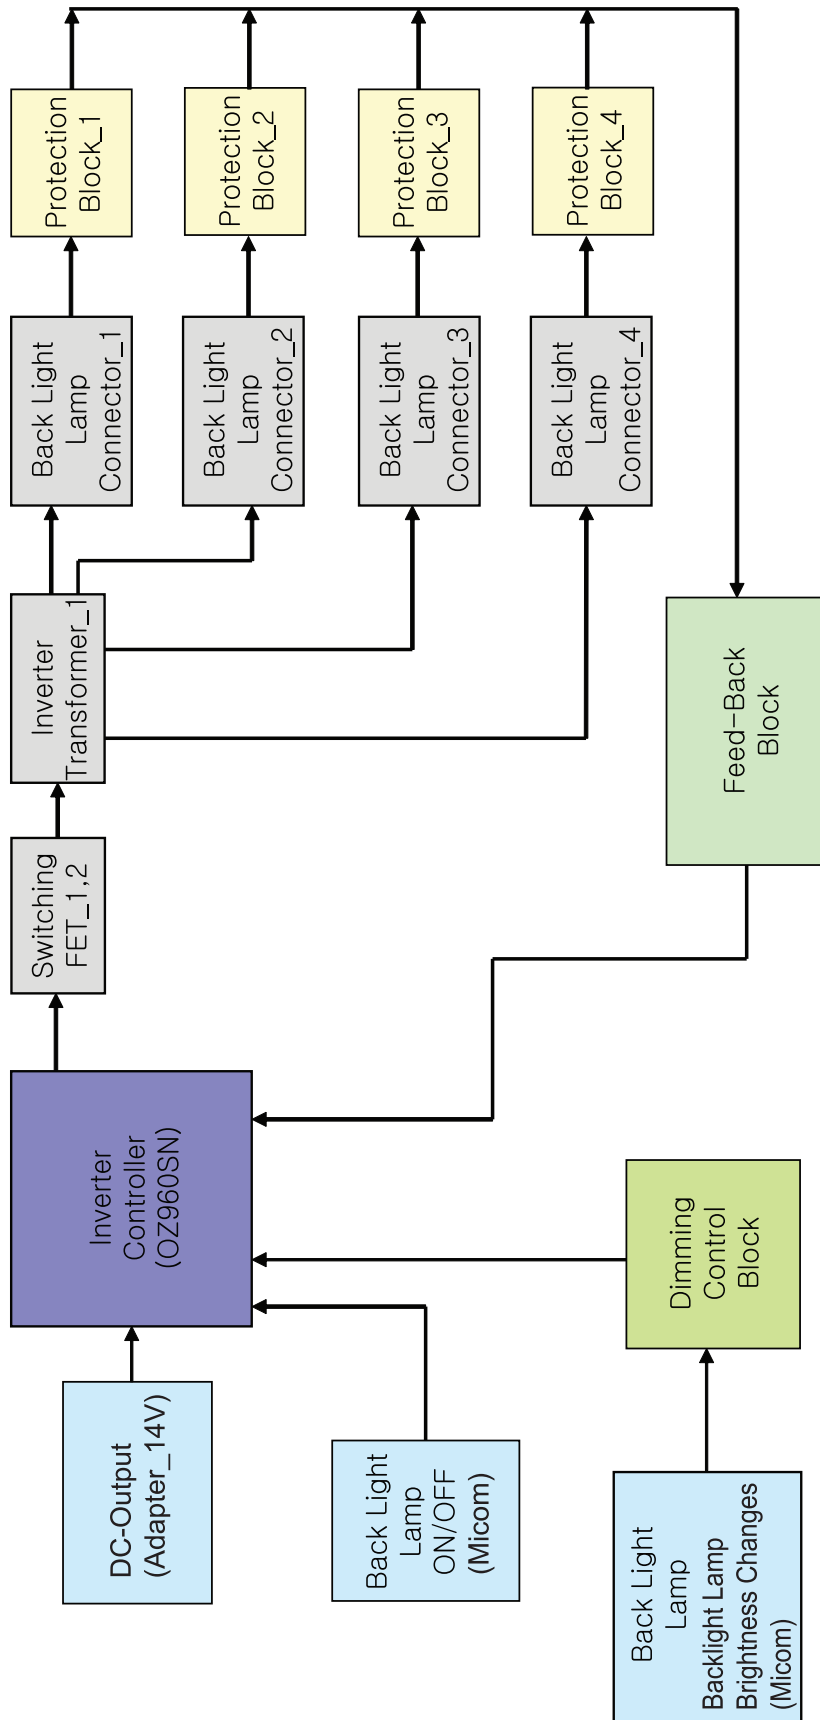 DC-Output
(Adapter_14V)
Back Light
Lamp
ON/OFF
(Micom)
Back Light
Lamp
Backlight Lamp
Brightness Changes
(Micom)
Inverter
Controller
(OZ960SN)
Dimming
Control
Block
Switching
FET_1,2
Inverter
Transformer_1
Feed-Back
Block
Back Light
Lamp
Connector_1
Back Light
Lamp
Connector_2
Back Light
Lamp
Connector_3
Back Light
Lamp
Connector_4
Protection
Block_1
Protection
Block_2
Protection
Block_3
Protection
Block_4